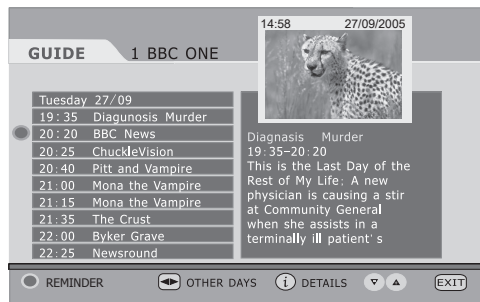 14:58 27/09/2005
GUIDE 1 BBC ONE
Tuesday 27/09
19:35 Diagunosis Murder
20:20 BBC News
20:25 ChuckleVision
20:40 Pitt and Vampire
21:00 Mona the Vampire
21:15 Mona the Vampire
21:35 The Crust
22:00 Byker Grave
22:25 Newsround
Diagnasis Murder
19:35-20:20
This is the Last Day of the
Rest of My Life: A new
physician is causing a stir
at Community General
when she assists in a
terminally ill patient's
REMINDER OTHER DAYS i DETAILS EXIT